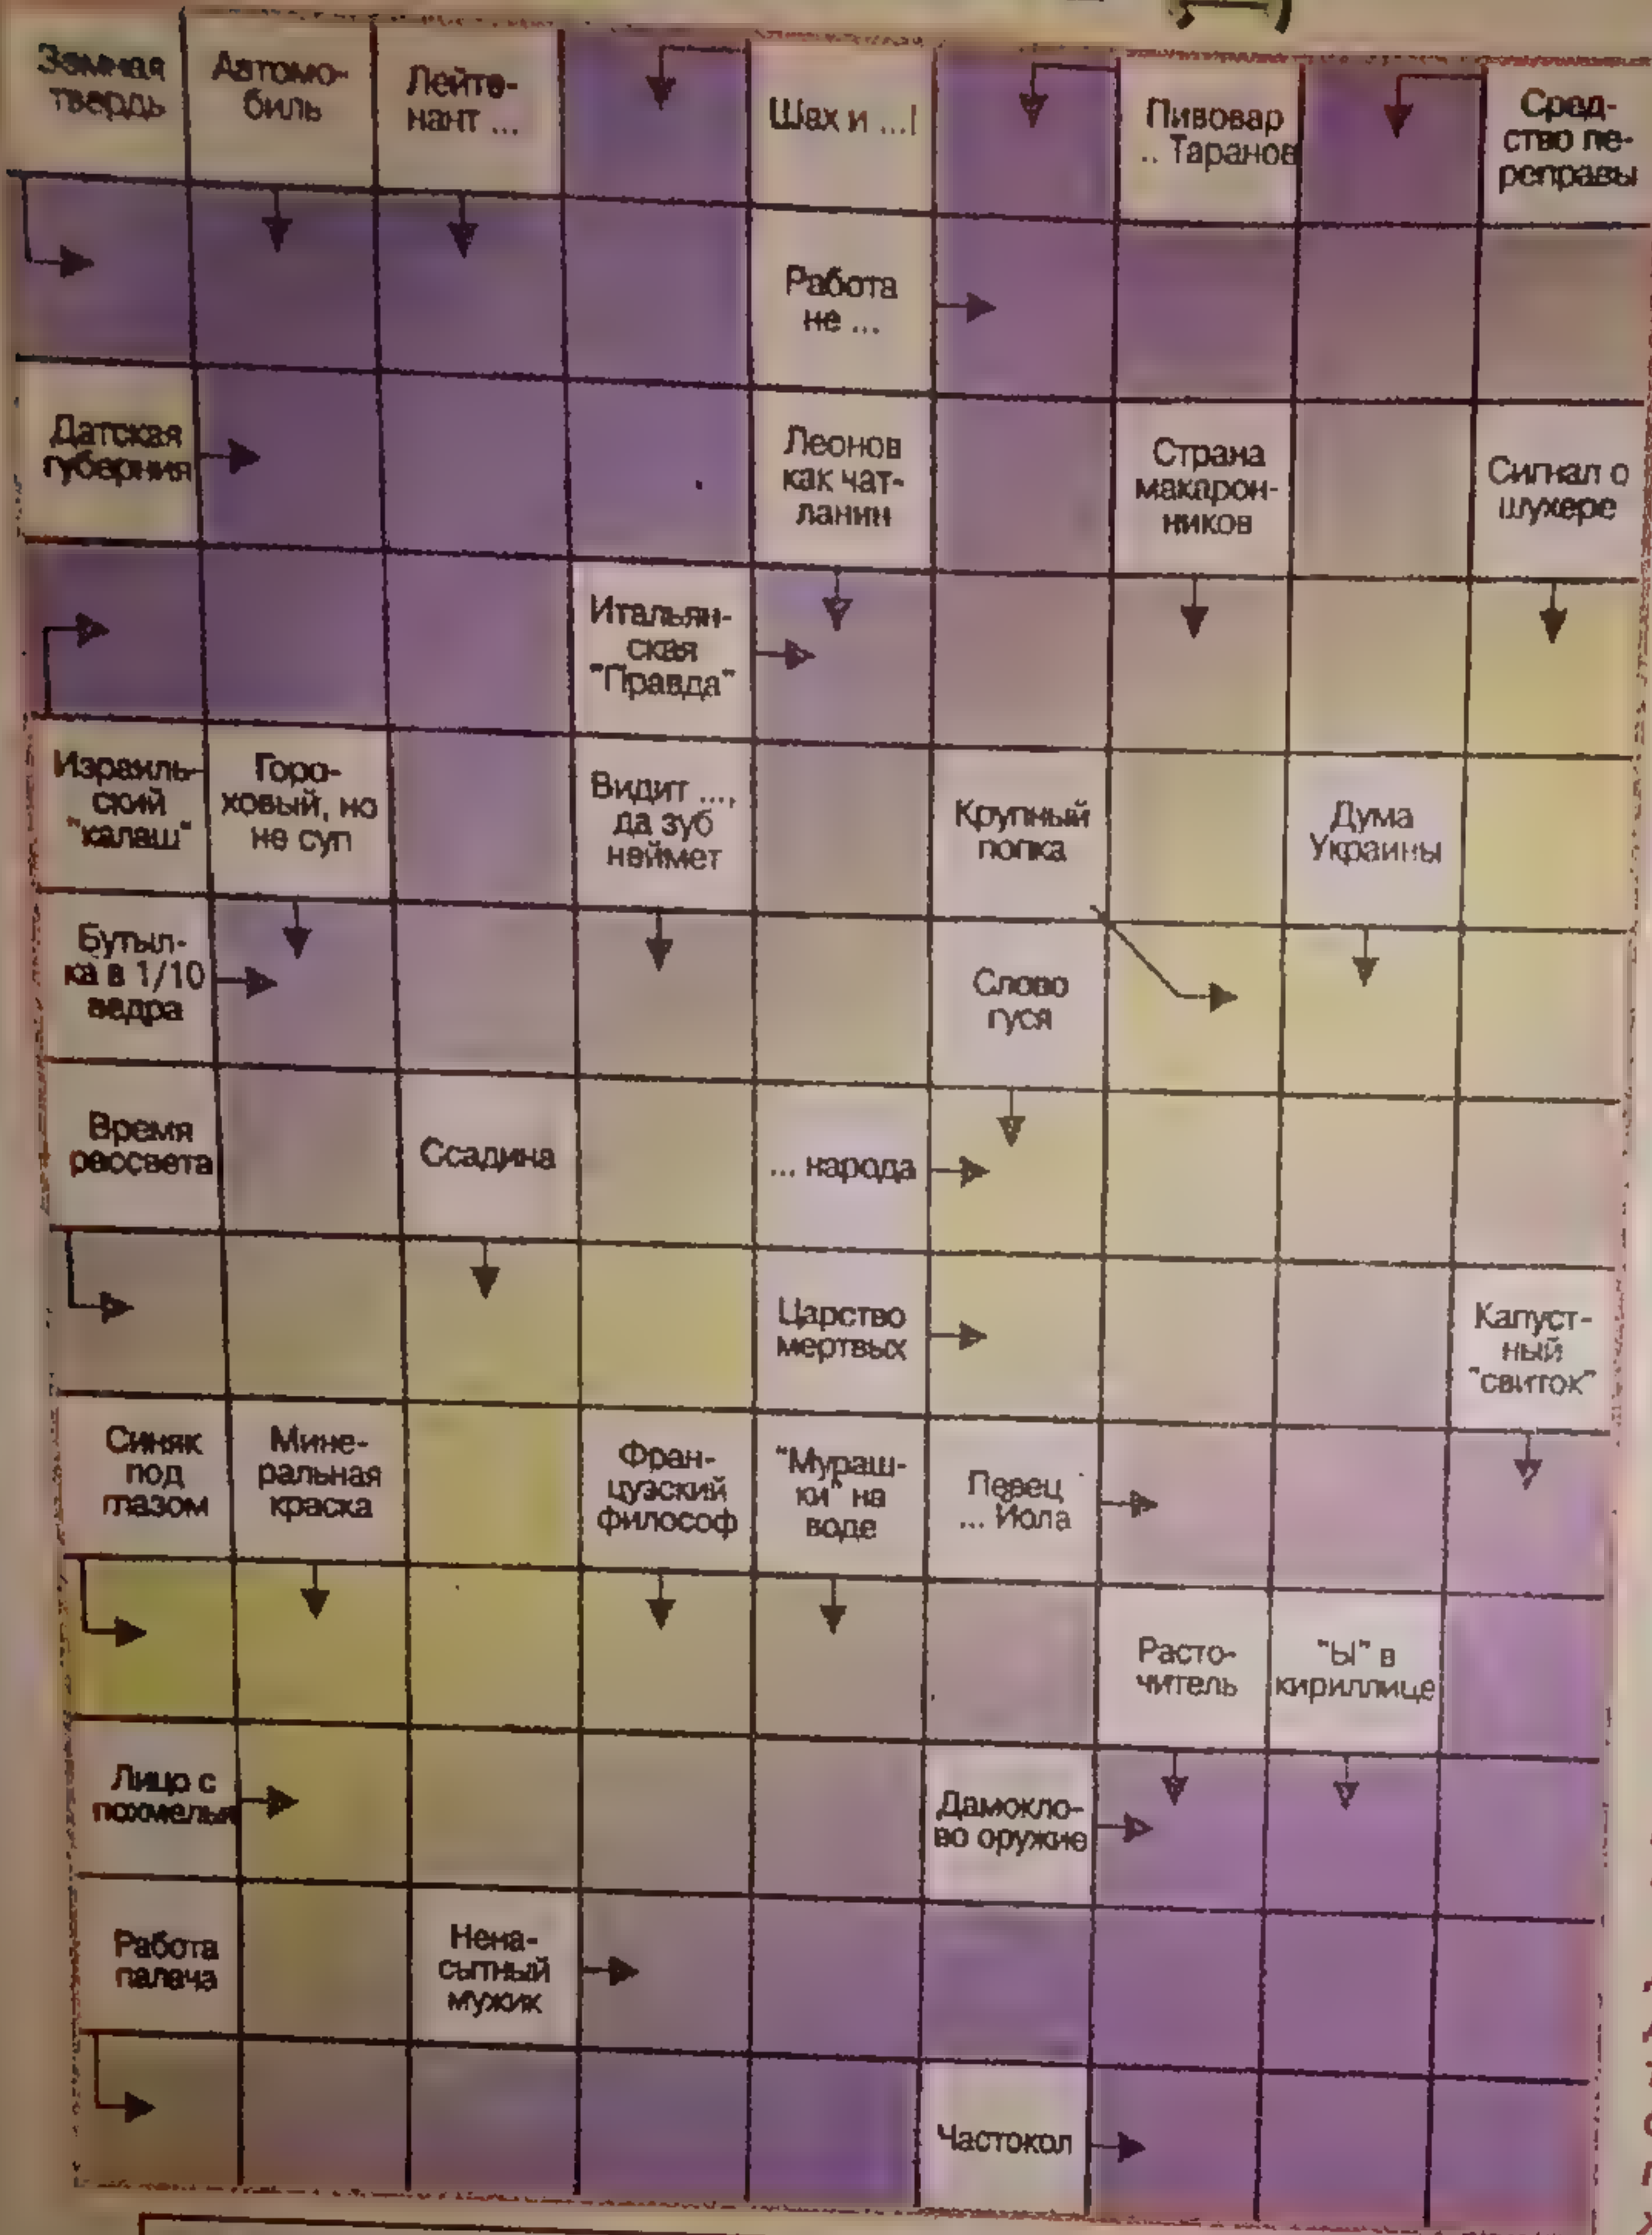 Земная
твердь
Автомо-
биль
Лейте-
нант ...
Шах и ...!
Пивовар
.. Таранов
Сред-
ство пе-
реправы
Работа
не ...
Датская
губерния
Леонов
как чат-
ланин
Страна
макарон-
ников
Сигнал о
шухере
Итальян-
ская
"Правда"
Израиль-
ский
"калаш"
Горо-
ховый, но
не суп
Видит ...,
да зуб
неймет
Крупный
попка
Дума
Украины
Бутыл-
ка в 1/10
ведра
Слово
гуся
Время
рассвета
Ссадина
... народа
Царство
мертвых
Капуст-
ный
"свиток"
Синяк
под
глазом
Мине-
ральная
краска
Фран-
цузский
философ
"Мураш-
ки" на
воде
Перец
... Йола
Расто-
читель
"Ы" в
кириллице
Лицо с
похмелья
Дамокло-
во оружие
Работа
палача
Нена-
сытный
мужик
Частокол